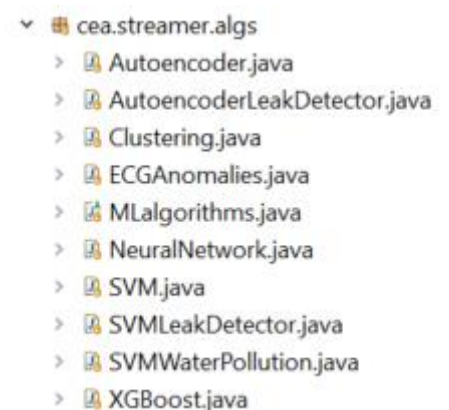 cea.streamer.algs
Autoencoder.java
AutoencoderLeakDetector.java
Clustering.java
ECGAnomalies.java
MLalgorithms.java
NeuralNetwork.java
SVM.java
SVMLeakDetector.java
SVMWaterPollution.java
XGBoost.java